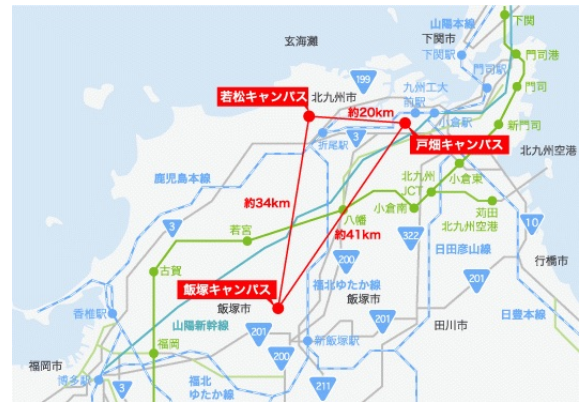 山陽本線
下関
下関市
下関駅
玄海灘
門司港
門司駅
門司
199
若松キャンパス
北九州市
九州工大
前駅
約20km
小倉駅
新門司
戸畑キャンパス
3
折尾駅
北九州空港
鹿児島本線
小倉東
北九州
JCT
約34km
3
八幡
小倉南
苅田
北九州空港
若宮
約41km
322
10
日田彦山線
古賀
200
行橋市
飯塚キャンパス
福北ゆたか線
201
飯塚市
飯塚市
香椎駅
山陽新幹線
201
201
日豊本線
田川市
福岡
新飯塚駅
200
福岡市
博多駅
3
福北
ゆたか線
211